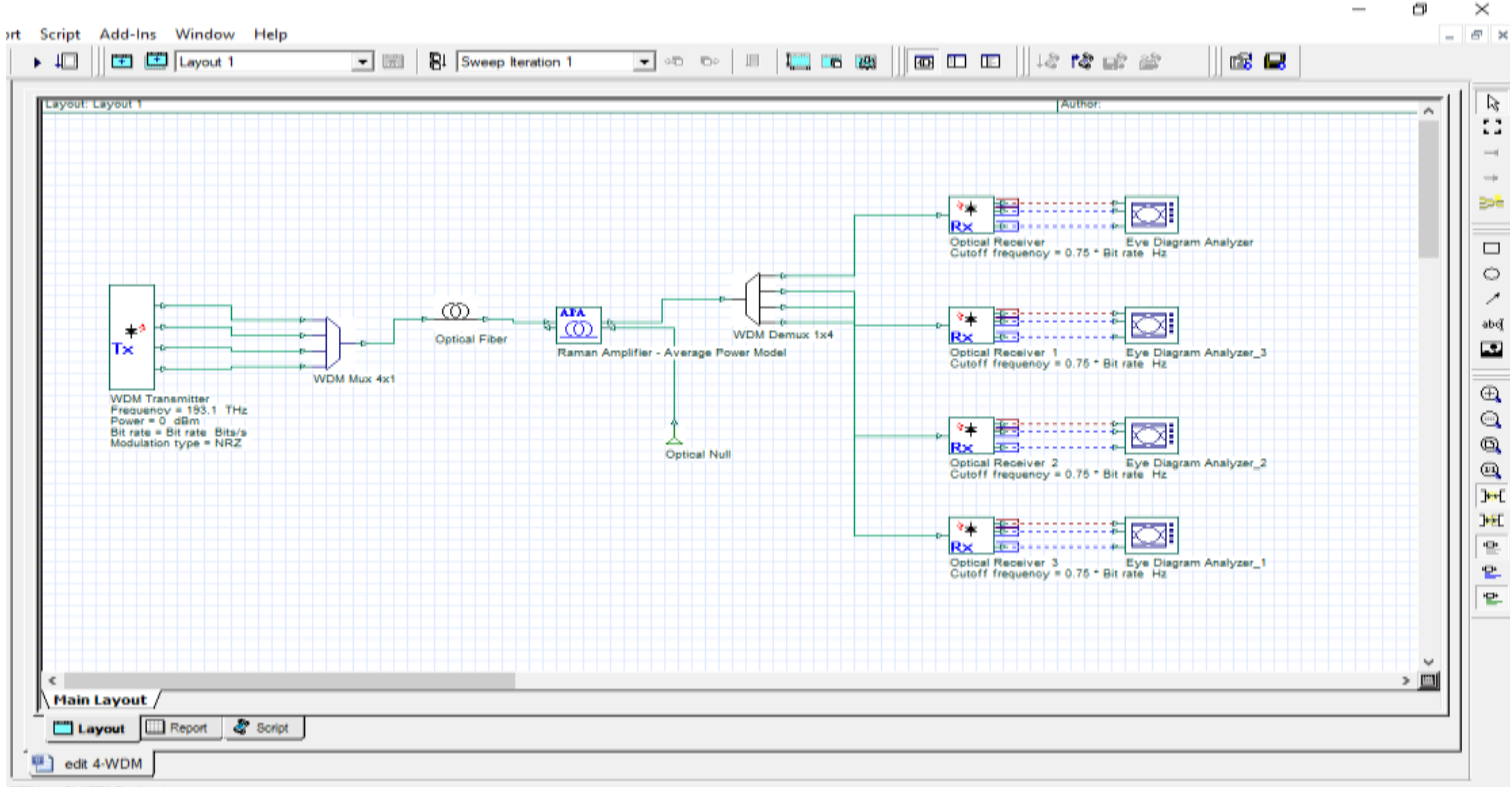 ort Script Add-Ins Window Help
Layout 1 Sweep Iteration 1
Layout: Layout 1 Author:
Rx
Optical Receiver Eye Diagram Analyzer
Cutoff frequency = 0.75 * Bit rate Hz
Tx
WDM Transmitter
Frequency = 193.1 THz
Power = 0 dBm
Bit rate = Bit rate Bits/s
Modulation type = NRZ
WDM Mux 4x1
Optical Fiber
Raman Amplifier - Average Power Model
Optical Null
WDM Demux 1x4
Rx
Optical Receiver 1 Eye Diagram Analyzer_3
Cutoff frequency = 0.75 * Bit rate Hz
Rx
Optical Receiver 2 Eye Diagram Analyzer_2
Cutoff frequency = 0.75 * Bit rate Hz
Rx
Optical Receiver 3 Eye Diagram Analyzer_1
Cutoff frequency = 0.75 * Bit rate Hz
Main Layout
Layout Report Script
edit 4-WDM